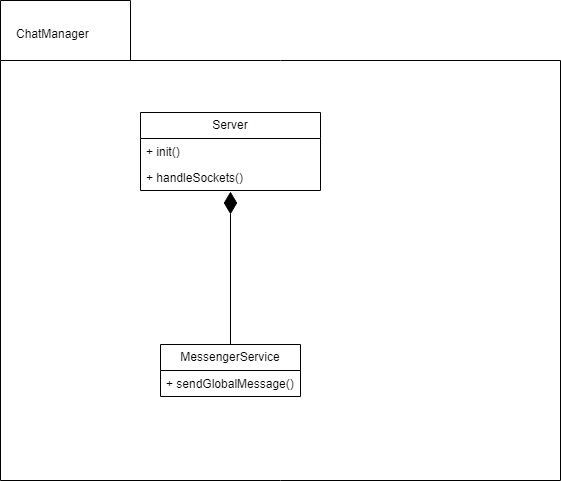 ChatManager
Server
+ init()
+ handleSockets()
MessengerService
+ sendGlobalMessage()